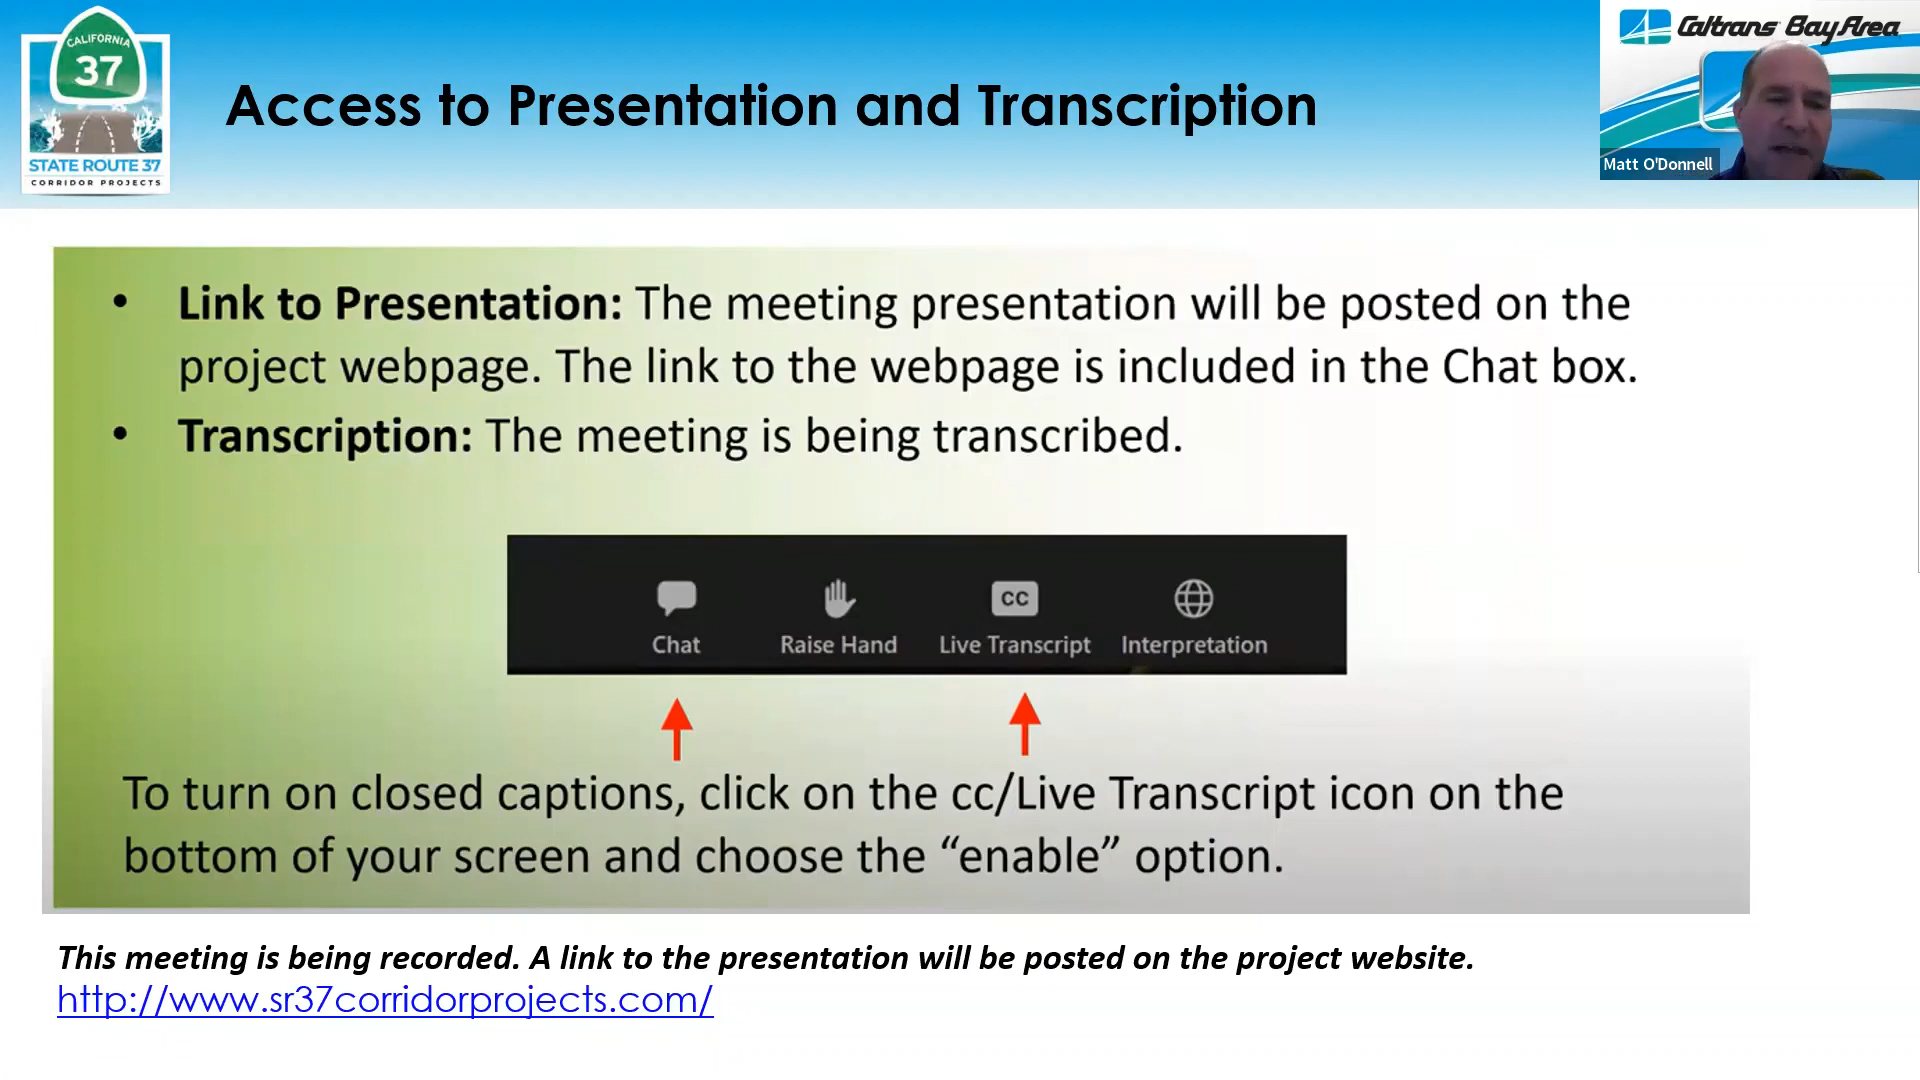 CALIFORNIA
37
STATE ROUTE 37
CORRIDOR PROJECTS
Access to Presentation and Transcription
Caltrans Bay Area
Matt O'Donnell
• Link to Presentation: The meeting presentation will be posted on the
project webpage. The link to the webpage is included in the Chat box.
• Transcription: The meeting is being transcribed.
CC
Chat Raise Hand Live Transcript Interpretation
To turn on closed captions, click on the cc/Live Transcript icon on the
bottom of your screen and choose the “enable” option.
This meeting is being recorded. A link to the presentation will be posted on the project website.
http://www.sr37corridorprojects.com/